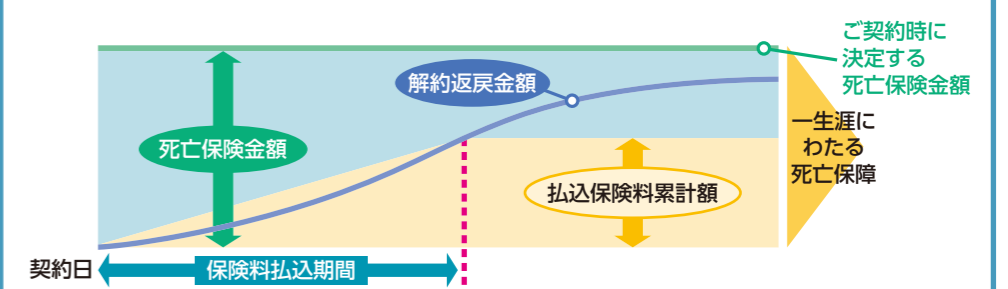 ご契約時に
決定する
死亡保険金額
解約返戻金額
死亡保険金額
一生涯に
わたる
死亡保障
払込保険料累計額
契約日
保険料払込期間